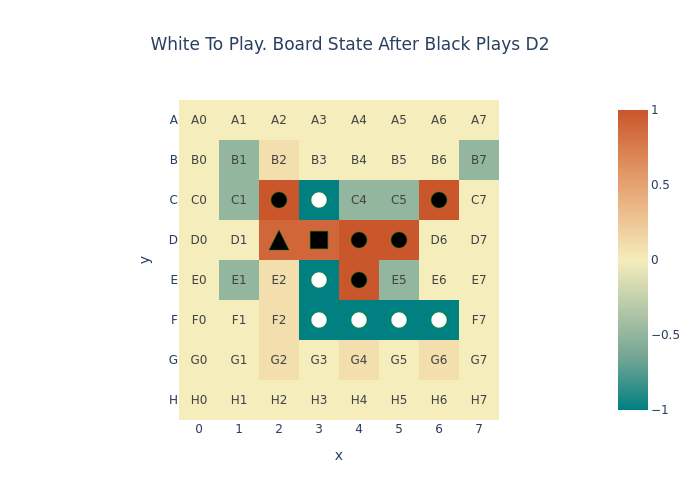 White To Play. Board State After Black Plays D2
A A0 A1 A2 A3 A4 A5 A6 A7
B B0 B1 B2 B3 B4 B5 B6 B7
C C0 C1 C4 C5 C7
D D0 D1 D6 D7
E E0 E1 E2 E5 E6 E7
F F0 F1 F2 F7
G G0 G1 G2 G3 G4 G5 G6 G7
H H0 H1 H2 H3 H4 H5 H6 H7
0 1 2 3 4 5 6 7
x
y
1
0.5
0
−0.5
−1